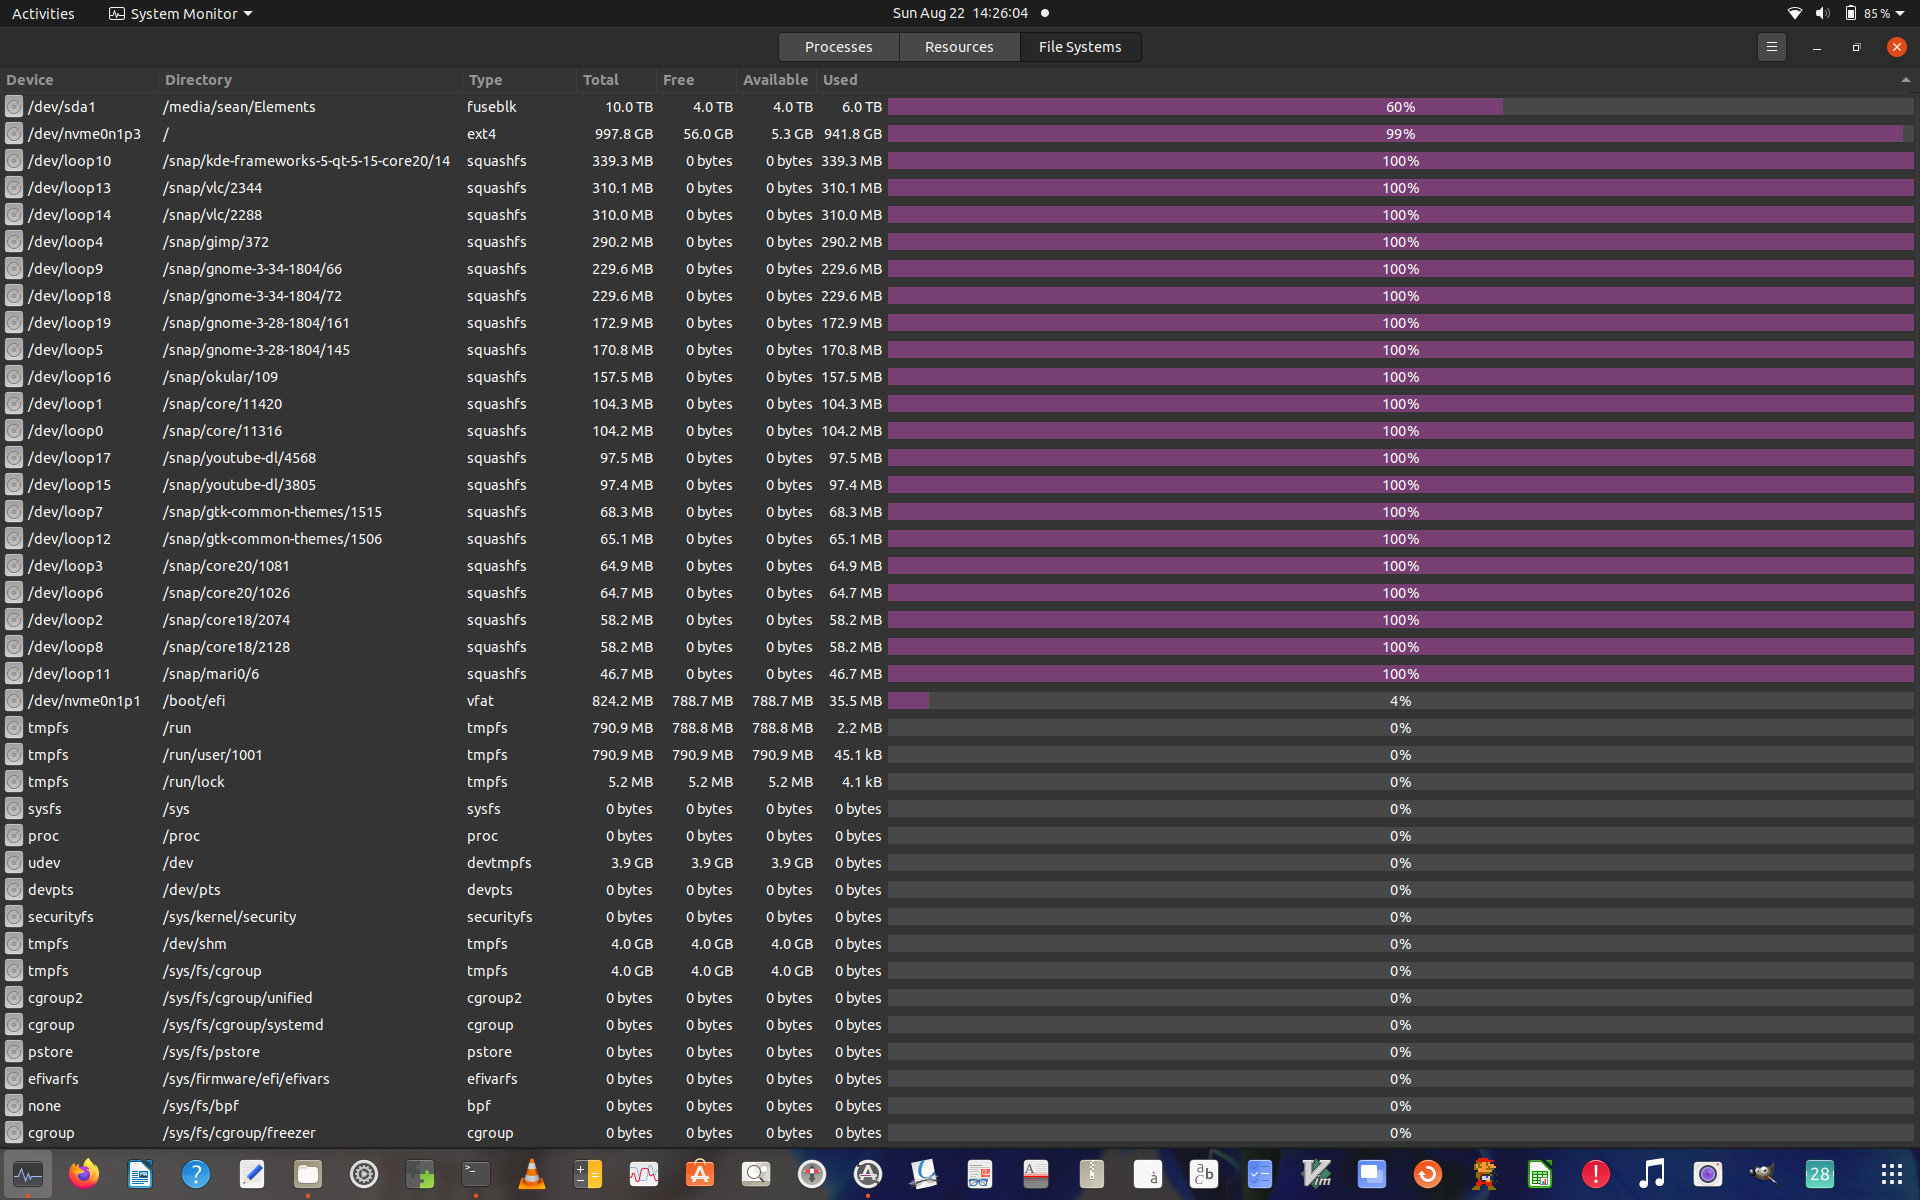 Activities System Monitor Sun Aug 22 14:26:04 85 %
Processes Resources File Systems
Device Directory Type Total Free Available Used
/dev/sda1 /media/sean/Elements fuseblk 10.0 TB 4.0 TB 4.0 TB 6.0 TB 60%
/dev/nvme0n1p3 / ext4 997.8 GB 56.0 GB 5.3 GB 941.8 GB 99%
/dev/loop10 /snap/kde-frameworks-5-qt-5-15-core20/14 squashfs 339.3 MB 0 bytes 0 bytes 339.3 MB 100%
/dev/loop13 /snap/vlc/2344 squashfs 310.1 MB 0 bytes 0 bytes 310.1 MB 100%
/dev/loop14 /snap/vlc/2288 squashfs 310.0 MB 0 bytes 0 bytes 310.0 MB 100%
/dev/loop4 /snap/gimp/372 squashfs 290.2 MB 0 bytes 0 bytes 290.2 MB 100%
/dev/loop9 /snap/gnome-3-34-1804/66 squashfs 229.6 MB 0 bytes 0 bytes 229.6 MB 100%
/dev/loop18 /snap/gnome-3-34-1804/72 squashfs 229.6 MB 0 bytes 0 bytes 229.6 MB 100%
/dev/loop19 /snap/gnome-3-28-1804/161 squashfs 172.9 MB 0 bytes 0 bytes 172.9 MB 100%
/dev/loop5 /snap/gnome-3-28-1804/145 squashfs 170.8 MB 0 bytes 0 bytes 170.8 MB 100%
/dev/loop16 /snap/okular/109 squashfs 157.5 MB 0 bytes 0 bytes 157.5 MB 100%
/dev/loop1 /snap/core/11420 squashfs 104.3 MB 0 bytes 0 bytes 104.3 MB 100%
/dev/loop0 /snap/core/11316 squashfs 104.2 MB 0 bytes 0 bytes 104.2 MB 100%
/dev/loop17 /snap/youtube-dl/4568 squashfs 97.5 MB 0 bytes 0 bytes 97.5 MB 100%
/dev/loop15 /snap/youtube-dl/3805 squashfs 97.4 MB 0 bytes 0 bytes 97.4 MB 100%
/dev/loop7 /snap/gtk-common-themes/1515 squashfs 68.3 MB 0 bytes 0 bytes 68.3 MB 100%
/dev/loop12 /snap/gtk-common-themes/1506 squashfs 65.1 MB 0 bytes 0 bytes 65.1 MB 100%
/dev/loop3 /snap/core20/1081 squashfs 64.9 MB 0 bytes 0 bytes 64.9 MB 100%
/dev/loop6 /snap/core20/1026 squashfs 64.7 MB 0 bytes 0 bytes 64.7 MB 100%
/dev/loop2 /snap/core18/2074 squashfs 58.2 MB 0 bytes 0 bytes 58.2 MB 100%
/dev/loop8 /snap/core18/2128 squashfs 58.2 MB 0 bytes 0 bytes 58.2 MB 100%
/dev/loop11 /snap/mari0/6 squashfs 46.7 MB 0 bytes 0 bytes 46.7 MB 100%
/dev/nvme0n1p1 /boot/efi vfat 824.2 MB 788.7 MB 788.7 MB 35.5 MB 4%
tmpfs /run tmpfs 790.9 MB 788.8 MB 788.8 MB 2.2 MB 0%
tmpfs /run/user/1001 tmpfs 790.9 MB 790.9 MB 790.9 MB 45.1 kB 0%
tmpfs /run/lock tmpfs 5.2 MB 5.2 MB 5.2 MB 4.1 kB 0%
sysfs /sys sysfs 0 bytes 0 bytes 0 bytes 0 bytes 0%
proc /proc proc 0 bytes 0 bytes 0 bytes 0 bytes 0%
udev /dev devtmpfs 3.9 GB 3.9 GB 3.9 GB 0 bytes 0%
devpts /dev/pts devpts 0 bytes 0 bytes 0 bytes 0 bytes 0%
securityfs /sys/kernel/security securityfs 0 bytes 0 bytes 0 bytes 0 bytes 0%
tmpfs /dev/shm tmpfs 4.0 GB 4.0 GB 4.0 GB 0 bytes 0%
tmpfs /sys/fs/cgroup tmpfs 4.0 GB 4.0 GB 4.0 GB 0 bytes 0%
cgroup2 /sys/fs/cgroup/unified cgroup2 0 bytes 0 bytes 0 bytes 0 bytes 0%
cgroup /sys/fs/cgroup/systemd cgroup 0 bytes 0 bytes 0 bytes 0 bytes 0%
pstore /sys/fs/pstore pstore 0 bytes 0 bytes 0 bytes 0 bytes 0%
efivarfs /sys/firmware/efi/efivars efivarfs 0 bytes 0 bytes 0 bytes 0 bytes 0%
none /sys/fs/bpf bpf 0 bytes 0 bytes 0 bytes 0 bytes 0%
cgroup /sys/fs/cgroup/freezer cgroup 0 bytes 0 bytes 0 bytes 0 bytes 0%
à a b c Vim 28